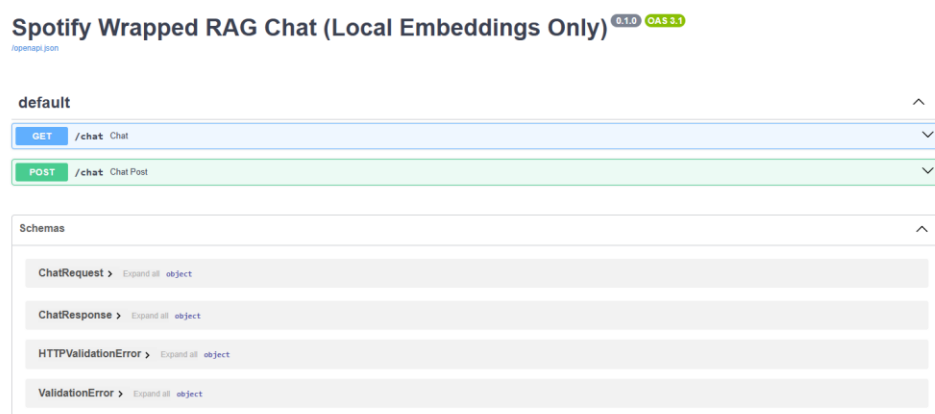 Spotify Wrapped RAG Chat (Local Embeddings Only) 0.1.0 OAS 3.1
/openapi.json
default
GET /chat Chat
POST /chat Chat Post
Schemas
ChatRequest Expand all object
ChatResponse Expand all object
HTTPValidationError Expand all object
ValidationError Expand all object